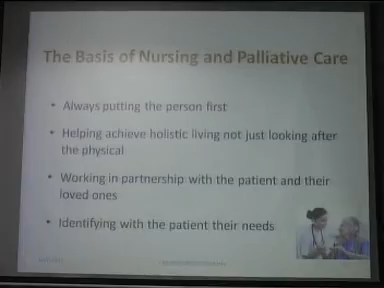 The Basis of Nursing and Palliative Care
• Always putting the person first
• Helping achieve holistic living not just looking after
the physical
• Working in partnership with the patient and their
loved ones
• Identifying with the patient their needs